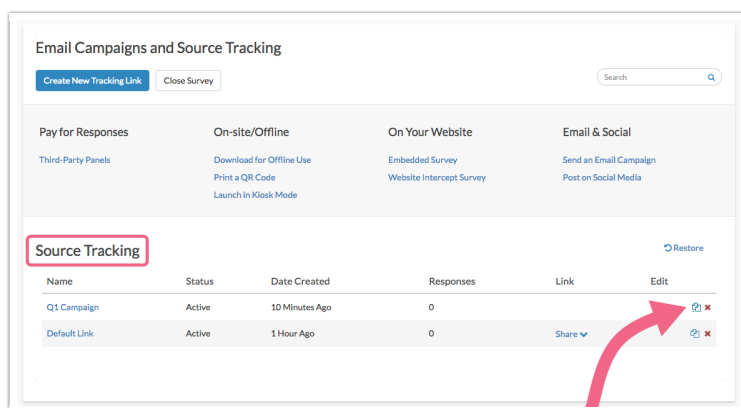 Email Campaigns and Source Tracking
Create New Tracking Link Close Survey Search
Pay for Responses On-site/Offline On Your Website Email & Social
Third-Party Panels Download for Offline Use Embedded Survey Send an Email Campaign
Print a QR Code Website Intercept Survey Post on Social Media
Launch in Kiosk Mode
Source Tracking Restore
Name Status Date Created Responses Link Edit
Q1 Campaign Active 10 Minutes Ago 0
Default Link Active 1 Hour Ago 0 Share